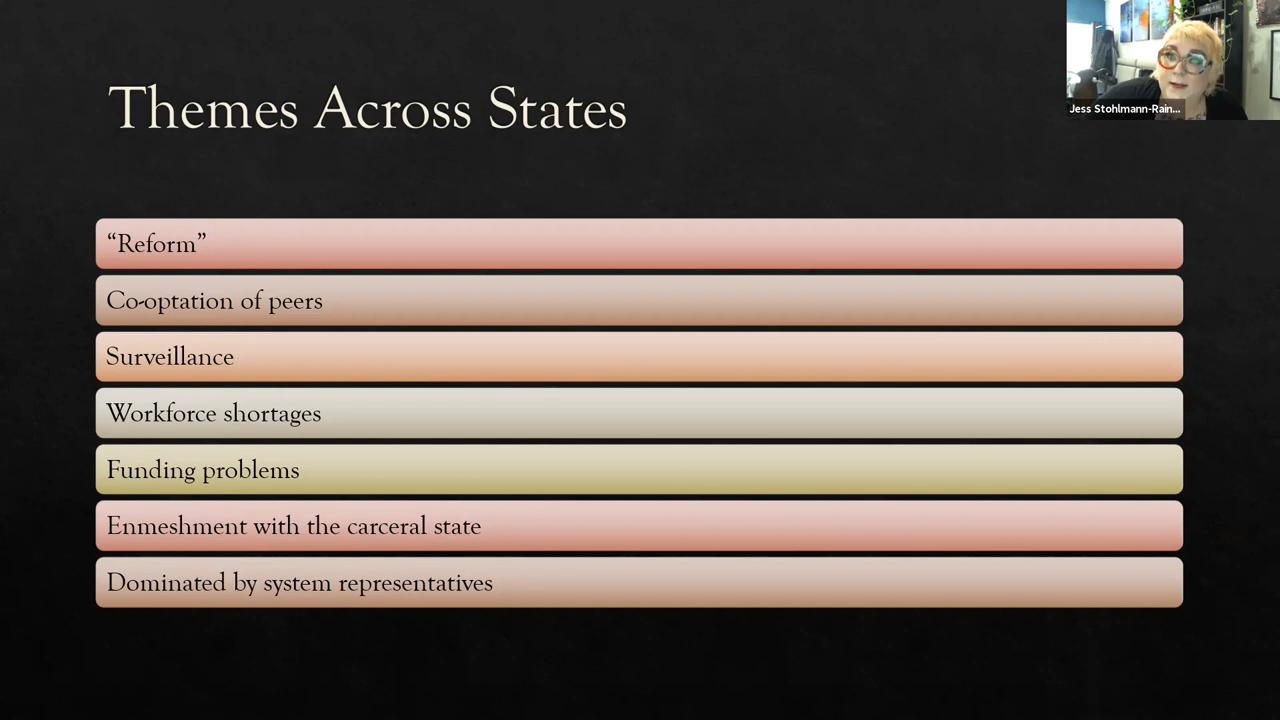 Themes Across States
Jess Stohlmann-Rain...
“Reform”
Co-optation of peers
Surveillance
Workforce shortages
Funding problems
Enmeshment with the carceral state
Dominated by system representatives